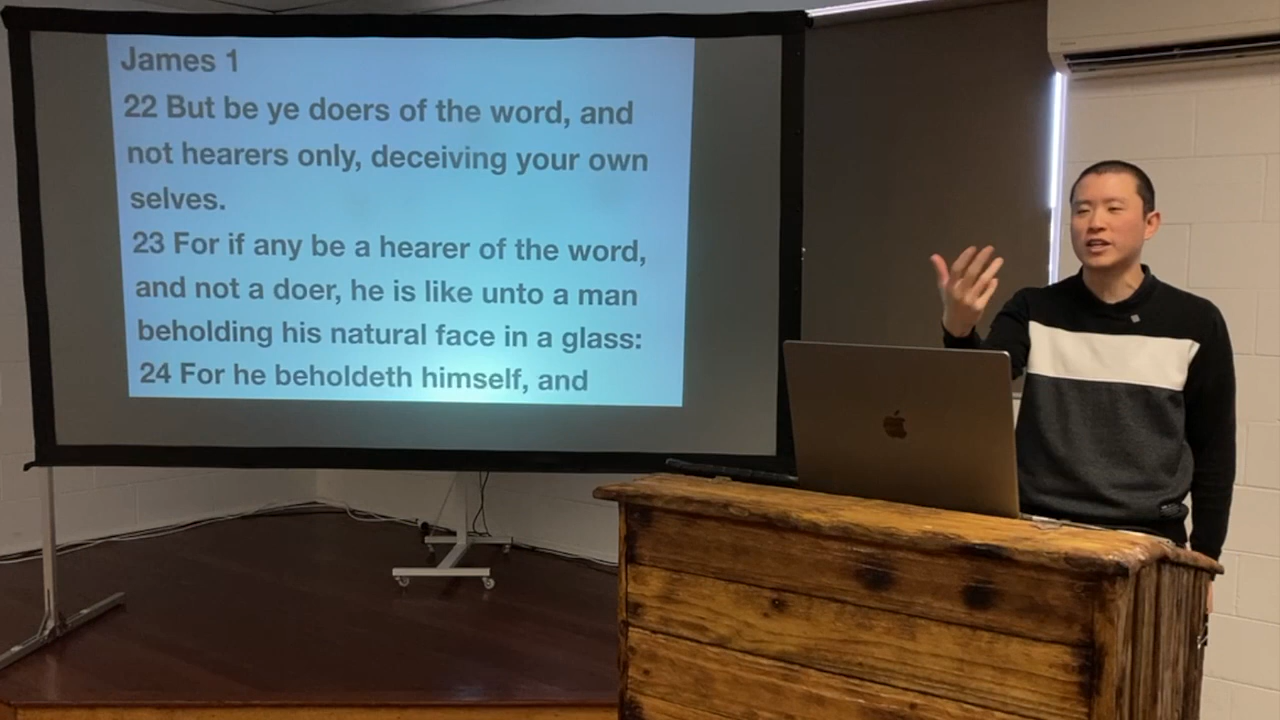 James 1
22 But be ye doers of the word, and
not hearers only, deceiving your own
selves.
23 For if any be a hearer of the word,
and not a doer, he is like unto a man
beholding his natural face in a glass:
24 For he beholdeth himself, and